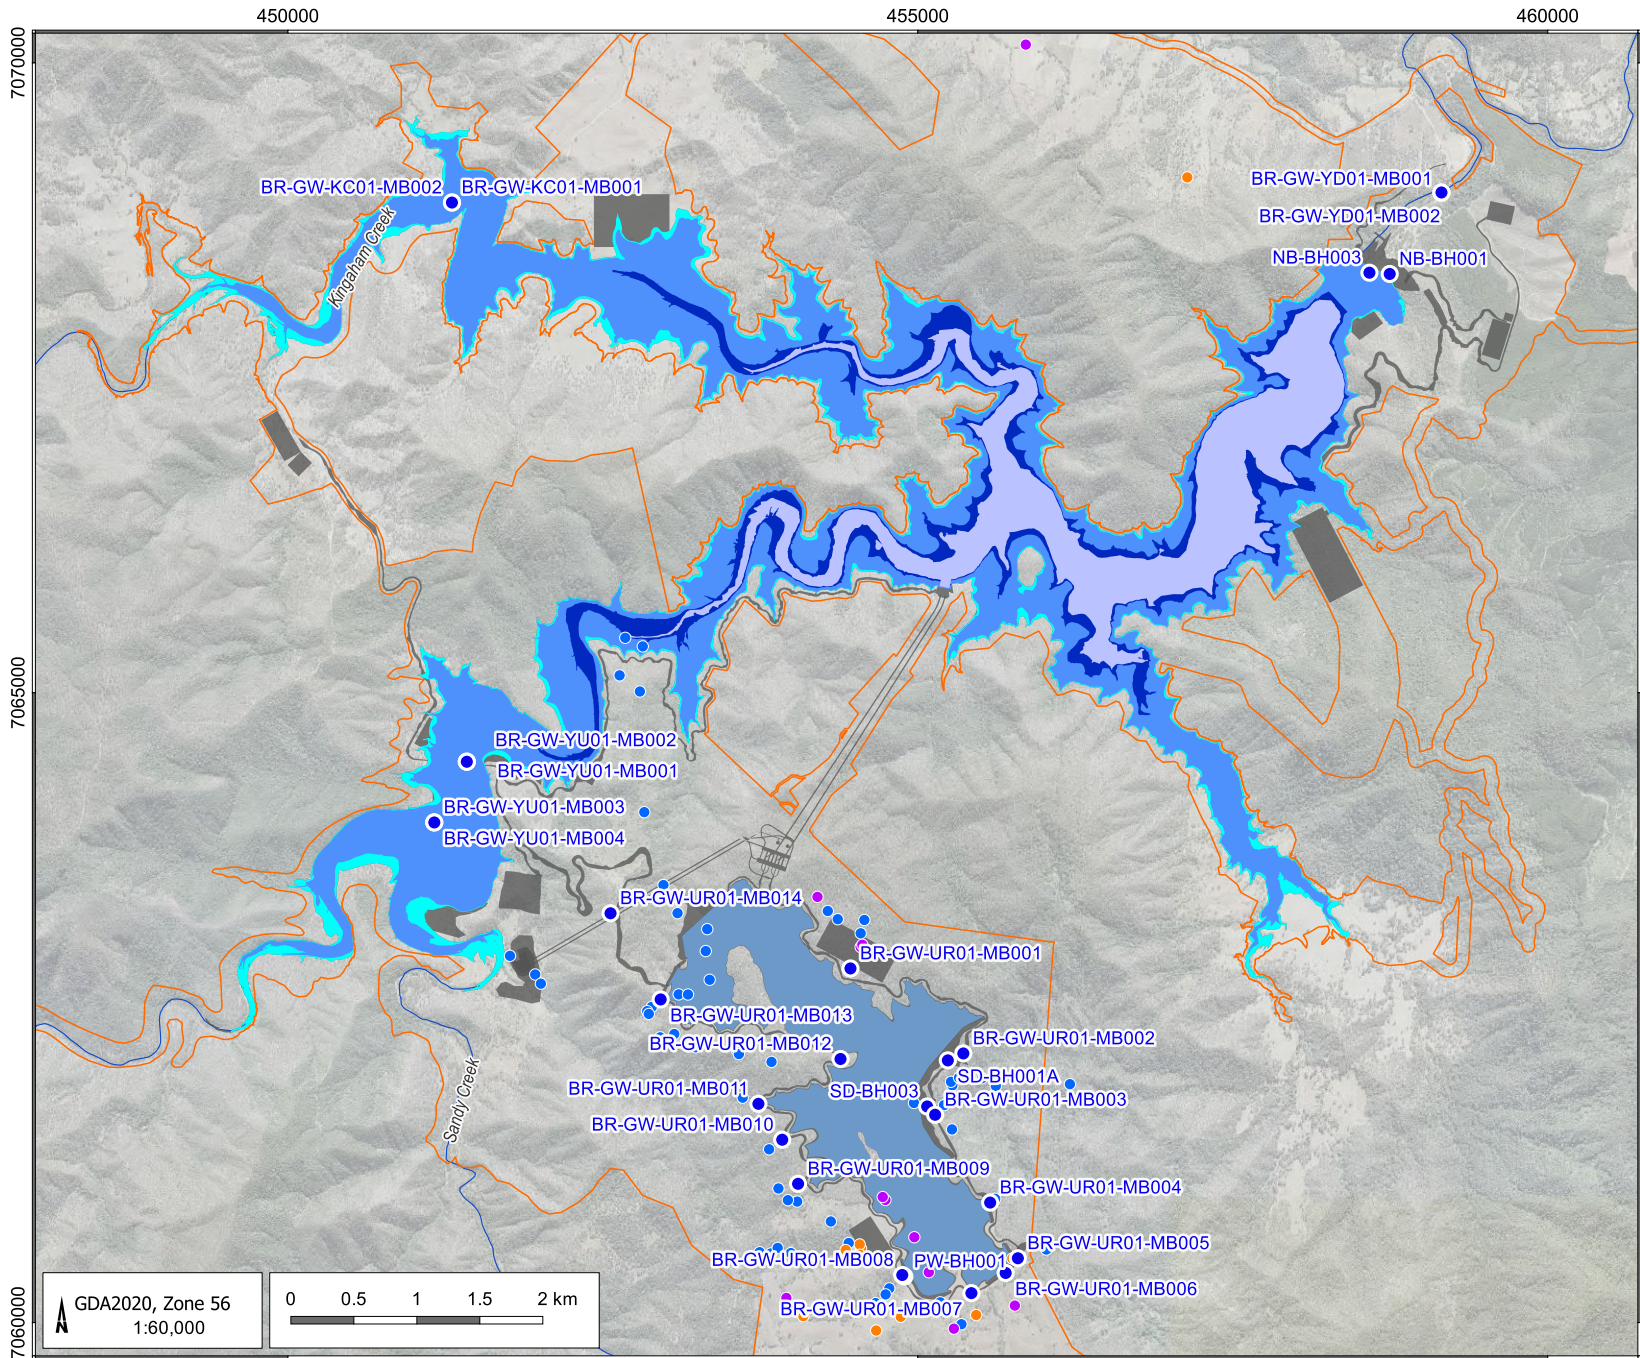 450000
455000
460000
7070000
7065000
7060000
BR-GW-KC01-MB002
BR-GW-KC01-MB001
Kingaham Creek
BR-GW-YD01-MB001
BR-GW-YD01-MB002
NB-BH003
NB-BH001
BR-GW-YU01-MB002
BR-GW-YU01-MB001
BR-GW-YU01-MB003
BR-GW-YU01-MB004
BR-GW-UR01-MB014
BR-GW-UR01-MB001
BR-GW-UR01-MB013
BR-GW-UR01-MB012
BR-GW-UR01-MB002
SD-BH001A
BR-GW-UR01-MB011
SD-BH003
BR-GW-UR01-MB003
BR-GW-UR01-MB010
Sandy Creek
BR-GW-UR01-MB009
BR-GW-UR01-MB004
BR-GW-UR01-MB005
BR-GW-UR01-MB008
PW-BH001
BR-GW-UR01-MB006
BR-GW-UR01-MB007
GDA2020, Zone 56
1:60,000
0 0.5 1 1.5 2 km